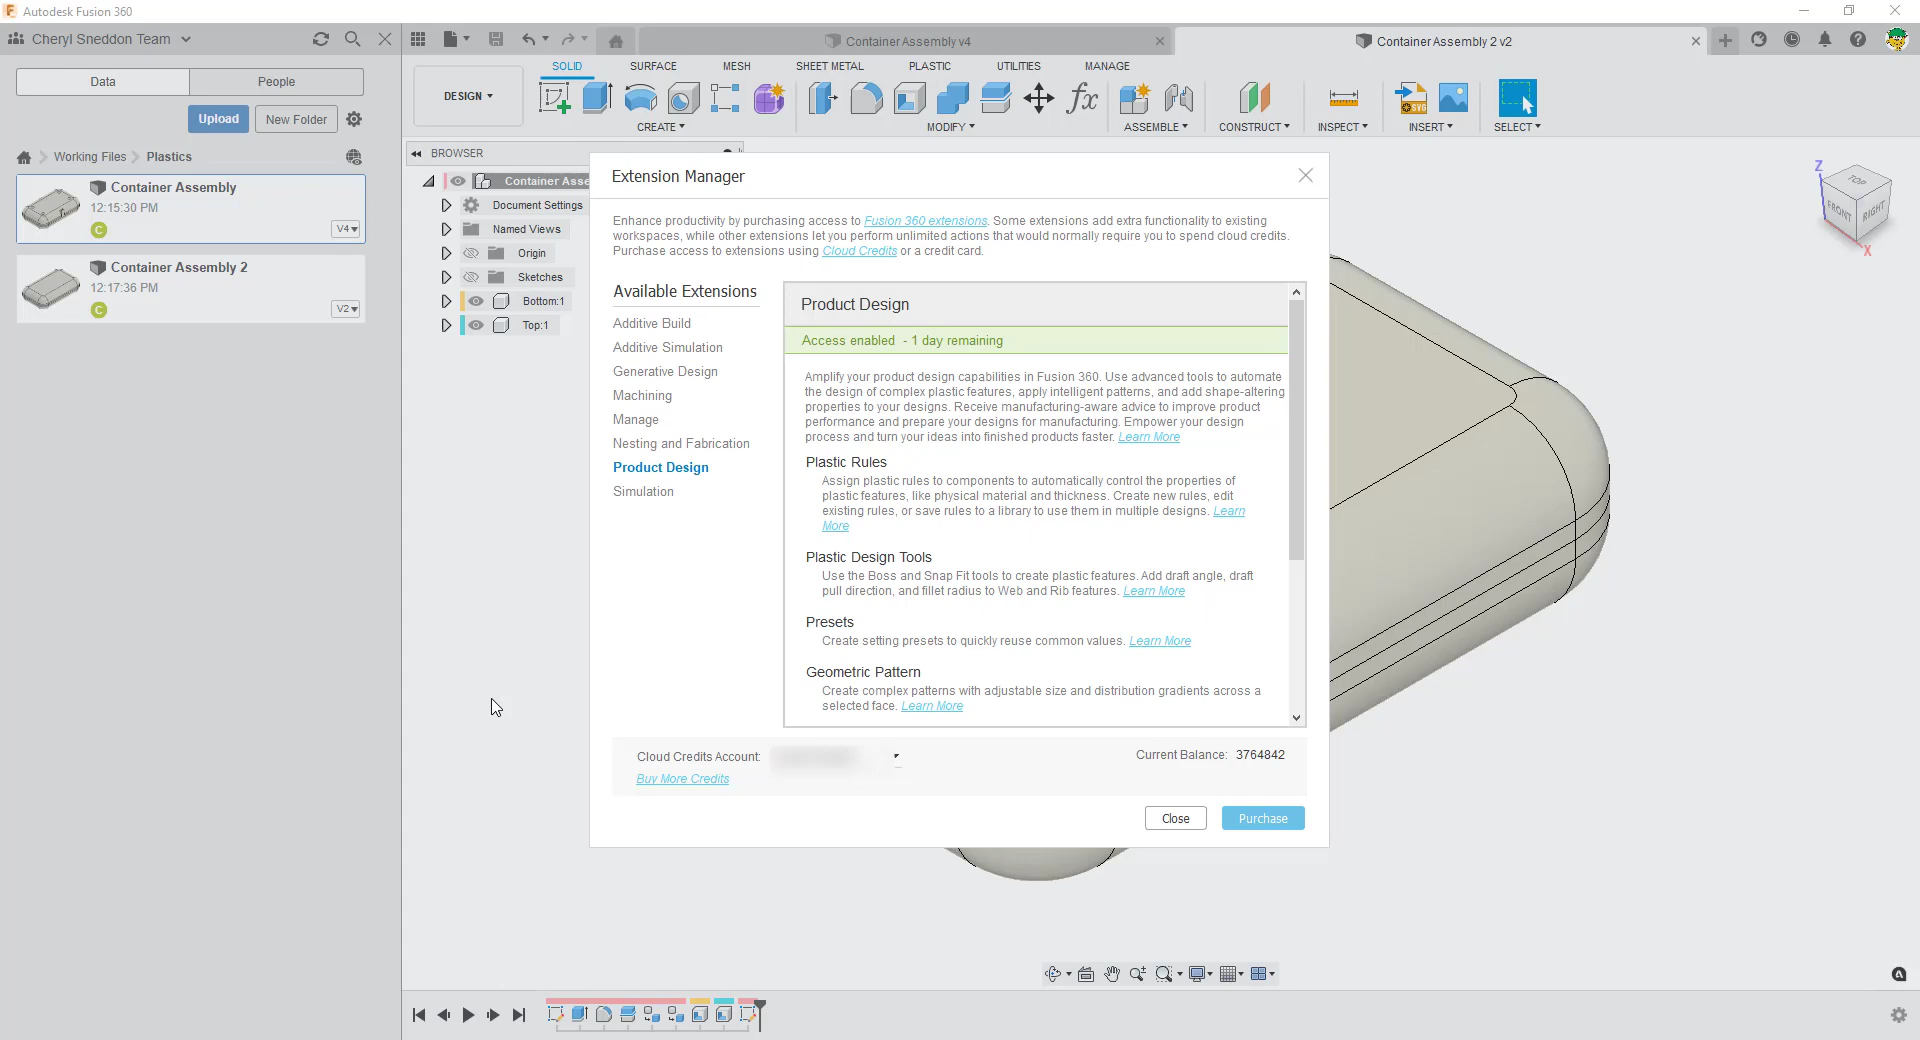 Autodesk Fusion 360
Cheryl Sneddon Team
Container Assembly v4
Container Assembly 2 v2
Data
People
Upload
New Folder
Working Files
Plastics
Container Assembly
12:15:30 PM
C
V4
Container Assembly 2
12:17:36 PM
C
V2
SOLID
SURFACE
MESH
SHEET METAL
PLASTIC
UTILITIES
MANAGE
DESIGN
CREATE
MODIFY
ASSEMBLE
CONSTRUCT
INSPECT
INSERT
SELECT
BROWSER
Container Asse
Document Settings
Named Views
Origin
Sketches
Bottom:1
Top:1
Z
TOP
FRONT
RIGHT
X
Extension Manager
Enhance productivity by purchasing access to Fusion 360 extensions. Some extensions add extra functionality to existing
workspaces, while other extensions let you perform unlimited actions that would normally require you to spend cloud credits.
Purchase access to extensions using Cloud Credits or a credit card.
Available Extensions
Additive Build
Additive Simulation
Generative Design
Machining
Manage
Nesting and Fabrication
Product Design
Simulation
Product Design
Access enabled - 1 day remaining
Amplify your product design capabilities in Fusion 360. Use advanced tools to automate
the design of complex plastic features, apply intelligent patterns, and add shape-altering
properties to your designs. Receive manufacturing-aware advice to improve product
performance and prepare your designs for manufacturing. Empower your design
process and turn your ideas into finished products faster. Learn More
Plastic Rules
Assign plastic rules to components to automatically control the properties of
plastic features, like physical material and thickness. Create new rules, edit
existing rules, or save rules to a library to use them in multiple designs. Learn
More
Plastic Design Tools
Use the Boss and Snap Fit tools to create plastic features. Add draft angle, draft
pull direction, and fillet radius to Web and Rib features. Learn More
Presets
Create setting presets to quickly reuse common values. Learn More
Geometric Pattern
Create complex patterns with adjustable size and distribution gradients across a
selected face. Learn More
Cloud Credits Account:
Current Balance: 3764842
Buy More Credits
Close
Purchase